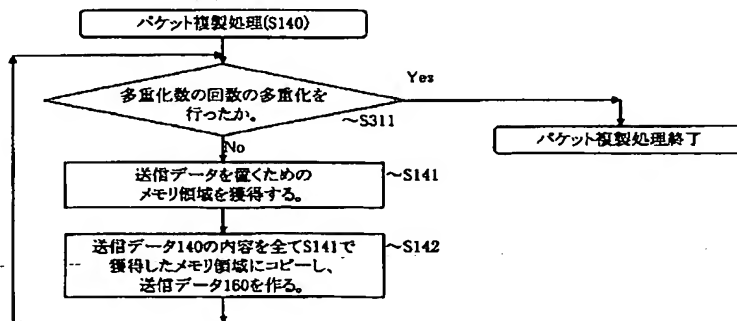 パケット複製処理(S140)
Yes
多重化数の回数の多重化を
行ったか。
～S311
パケット複製処理終了
No
送信データを置くための
メモリ領域を獲得する。
～S141
送信データ140の内容を全てS141で
獲得したメモリ領域にコピーし、
送信データ160を作る。
～S142